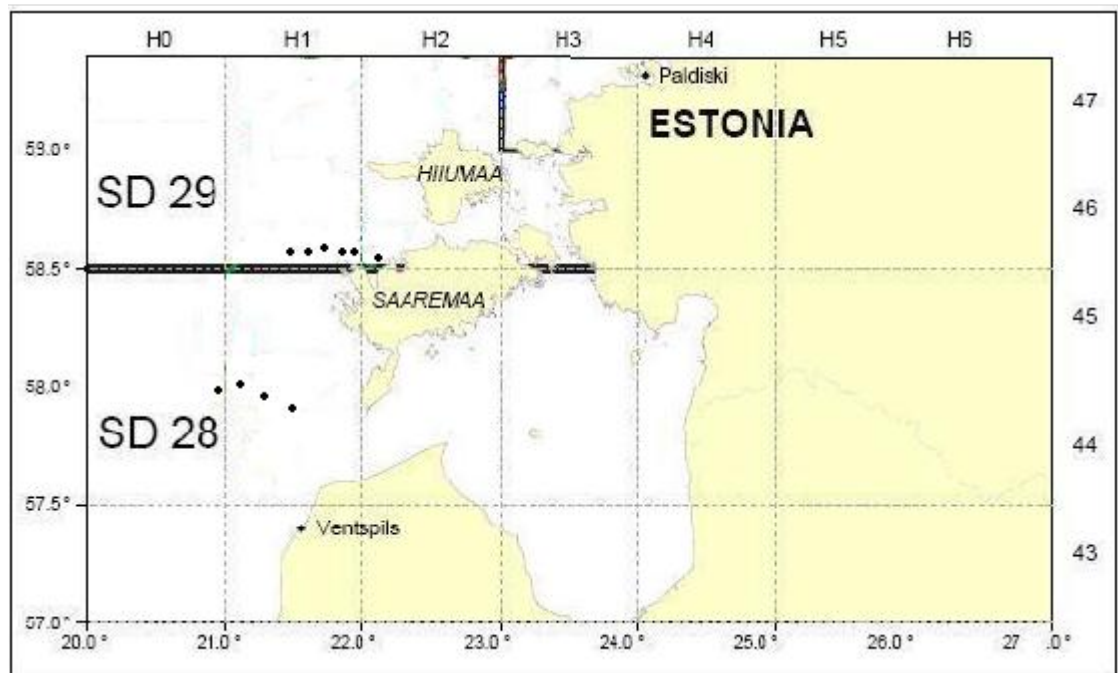 H0 H1 H2 H3 H4 H5 H6
Paldiski
47
ESTONIA
59.0°
HIIUMAA
SD 29
46
58.5°
SAAREMAA
45
58.0°
SD 28
44
57.5°
Ventspils
43
57.0°
20.0° 21.0° 22.0° 23.0° 24.0° 25.0° 26.0° 27 .0°